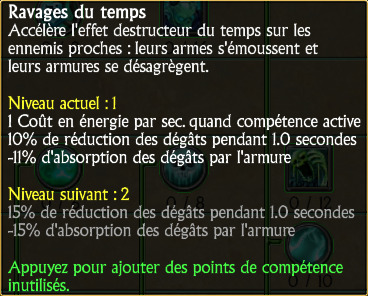 Ravages du temps
Accélère l'effet destructeur du temps sur les
ennemis proches : leurs armes s'émoussent et
leurs armures se désagrègent.
Niveau actuel : 1
1 Coût en énergie par sec. quand compétence active
10% de réduction des dégâts pendant 1.0 secondes
-11% d'absorption des dégâts par l'armure
Niveau suivant : 2
15% de réduction des dégâts pendant 1.0 secondes
-15% d'absorption des dégâts par l'armure
Appuyez pour ajouter des points de compétence
inutilisés.